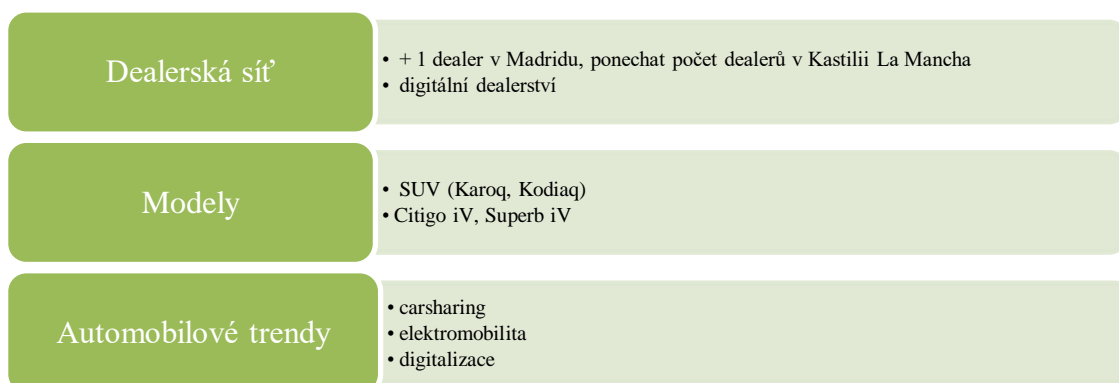 Dealerská síť
• + 1 dealer v Madridu, ponechat počet dealerů v Kastilii La Mancha
• digitální dealerství
Modely
• SUV (Karoq, Kodiaq)
• Citigo iV, Superb iV
Automobilové trendy
• carsharing
• elektromobilita
• digitalizace